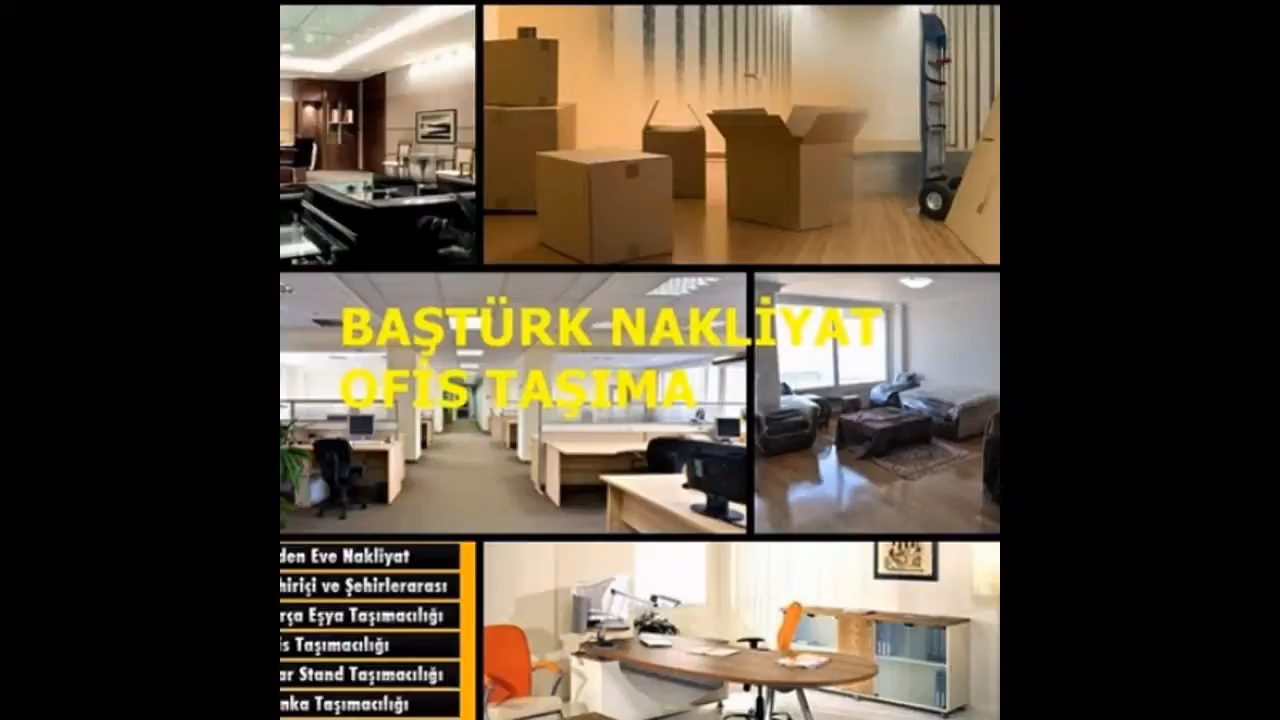 BAŞTÜRK NAKLİYAT
OFİS TAŞIMA
den Eve Nakliyat
hiriçi ve Şehirlerarası
rça Eşya Taşımacılığı
is Taşımacılığı
ar Stand Taşımacılığı
nka Taşımacılığı